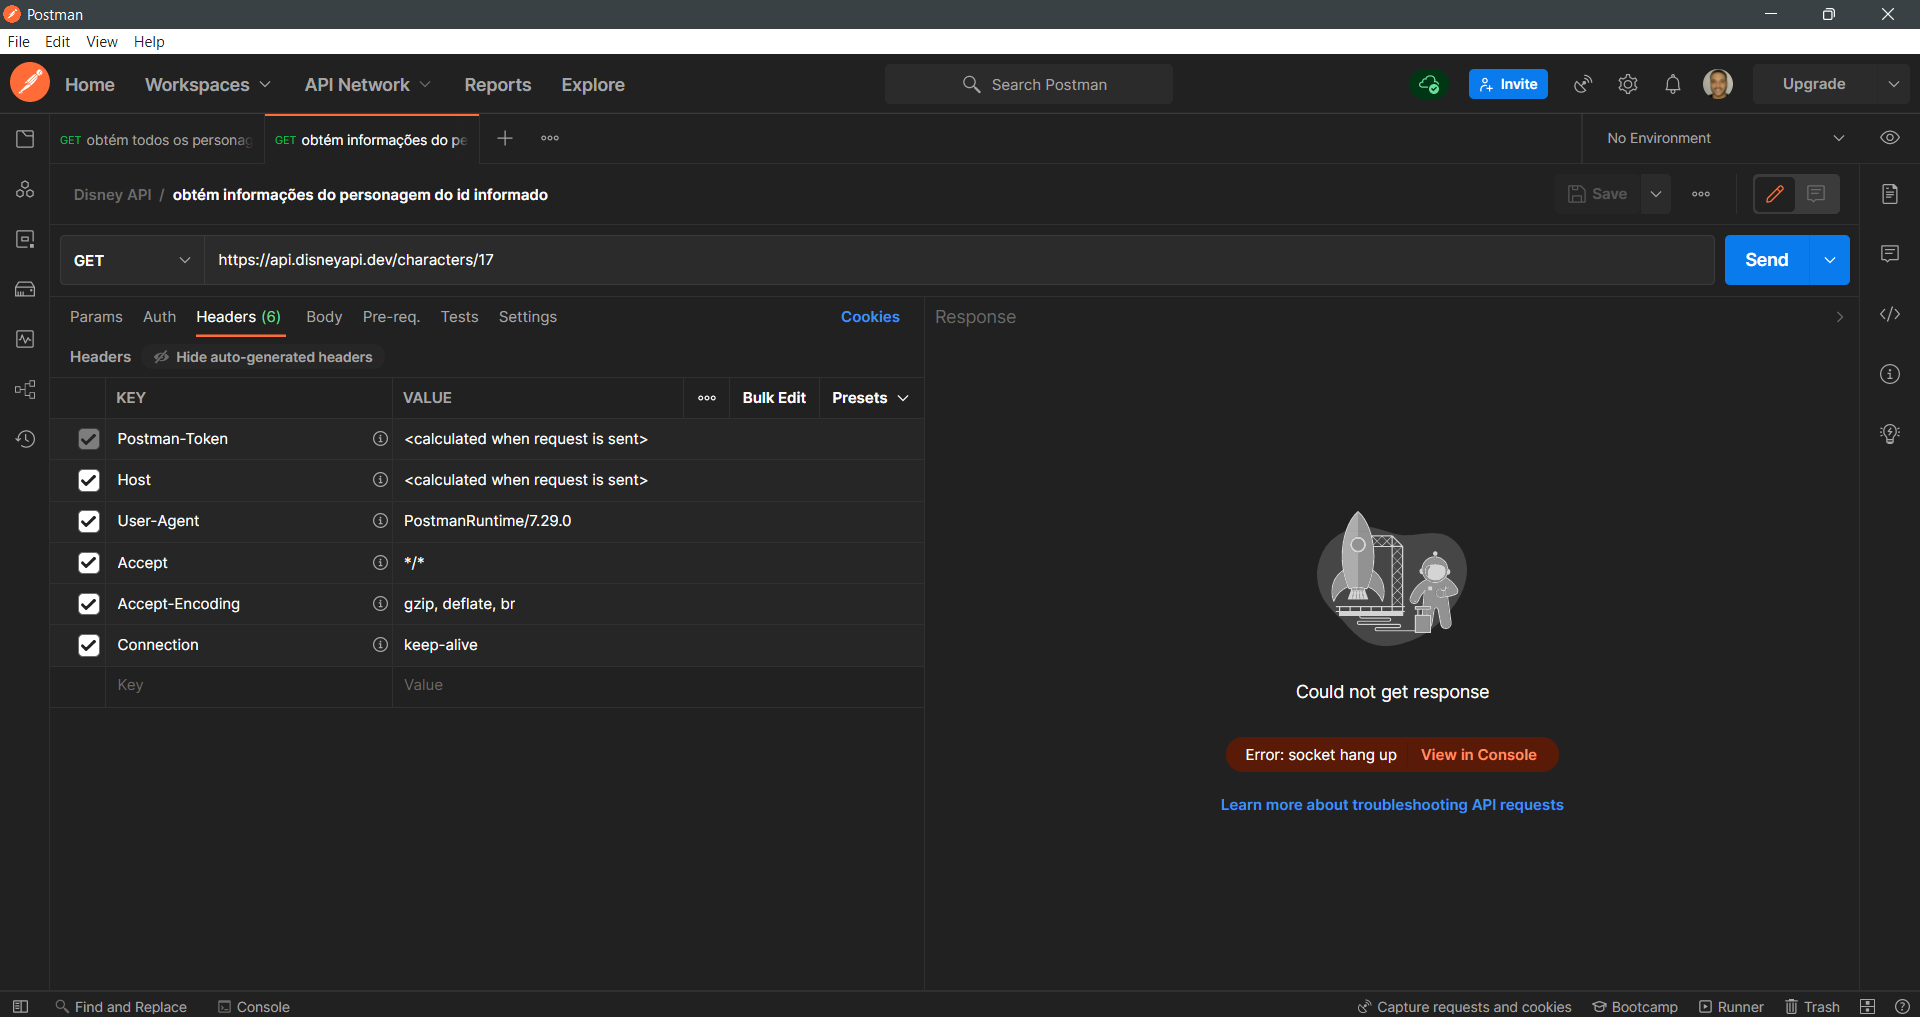 Postman
File Edit View Help
Home Workspaces API Network Reports Explore Search Postman Invite Upgrade
GET obtém todos os personag GET obtém informações do pe No Environment
Disney API / obtém informações do personagem do id informado Save
GET https://api.disneyapi.dev/characters/17 Send
Params Auth Headers (6) Body Pre-req. Tests Settings Cookies Response
Headers Hide auto-generated headers
KEY VALUE Bulk Edit Presets
Postman-Token <calculated when request is sent>
Host <calculated when request is sent>
User-Agent PostmanRuntime/7.29.0
Accept */*
Accept-Encoding gzip, deflate, br
Connection keep-alive
Key Value
Could not get response
Error: socket hang up View in Console
Learn more about troubleshooting API requests
Find and Replace Console Capture requests and cookies Bootcamp Runner Trash